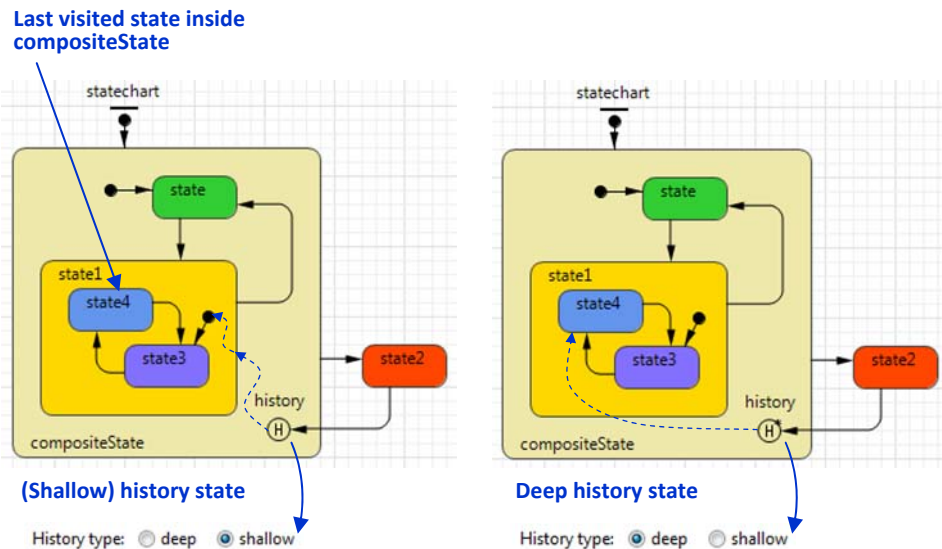 Last visited state inside
compositeState
statechart
state
state1
state4
state3
state2
history
H
compositeState
(Shallow) history state
History type: deep shallow
statechart
state
state1
state4
state3
state2
history
H*
compositeState
Deep history state
History type: deep shallow